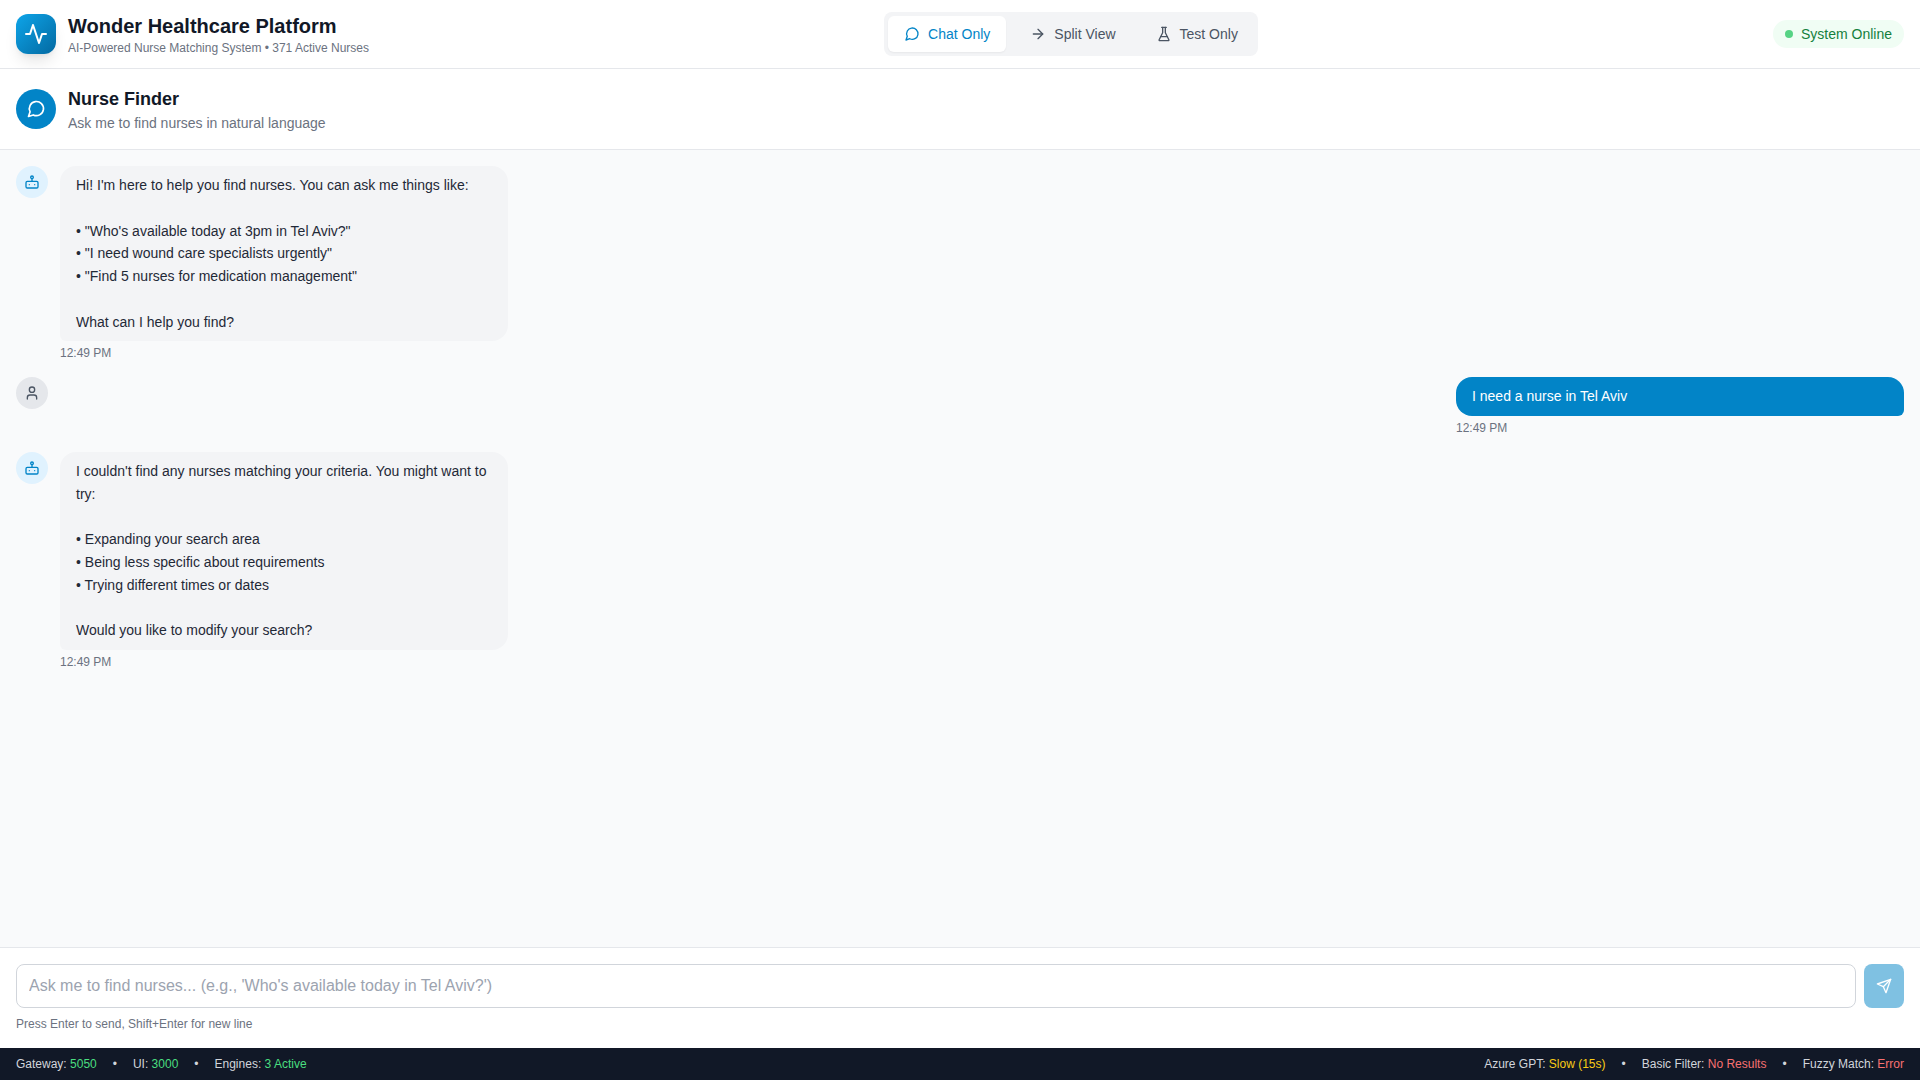 Wonder Healthcare Platform
AI-Powered Nurse Matching System • 371 Active Nurses
Chat Only
Split View
Test Only
System Online
Nurse Finder
Ask me to find nurses in natural language
Hi! I'm here to help you find nurses. You can ask me things like:
• "Who's available today at 3pm in Tel Aviv?"
• "I need wound care specialists urgently"
• "Find 5 nurses for medication management"
What can I help you find?
12:49 PM
I need a nurse in Tel Aviv
12:49 PM
I couldn't find any nurses matching your criteria. You might want to
try:
• Expanding your search area
• Being less specific about requirements
• Trying different times or dates
Would you like to modify your search?
12:49 PM
Ask me to find nurses... (e.g., 'Who's available today in Tel Aviv?')
Press Enter to send, Shift+Enter for new line
Gateway: 5050 • UI: 3000 • Engines: 3 Active
Azure GPT: Slow (15s) • Basic Filter: No Results • Fuzzy Match: Error